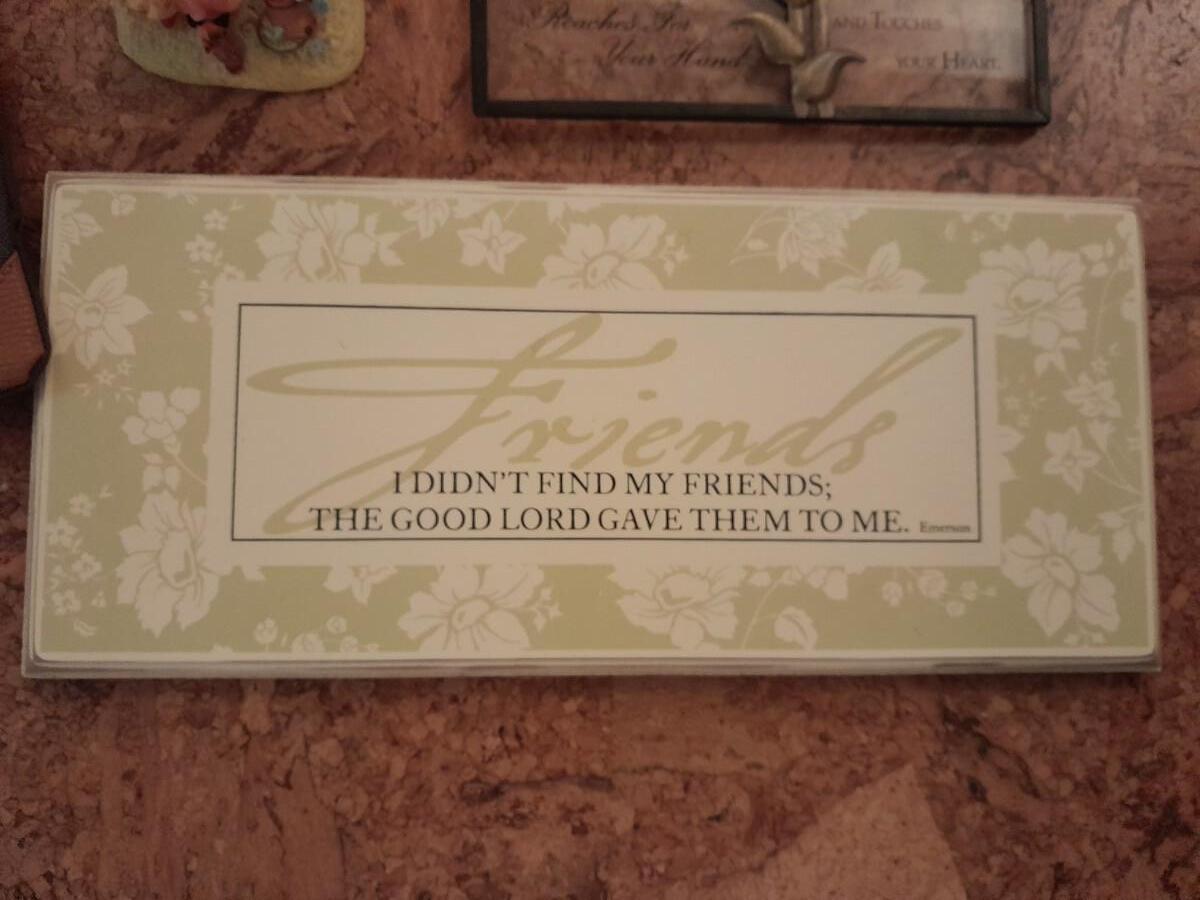 Reaches For
Your Hand
AND TOUCHES
YOUR HEART.
Friends
I DIDN'T FIND MY FRIENDS;
THE GOOD LORD GAVE THEM TO ME. Emerson